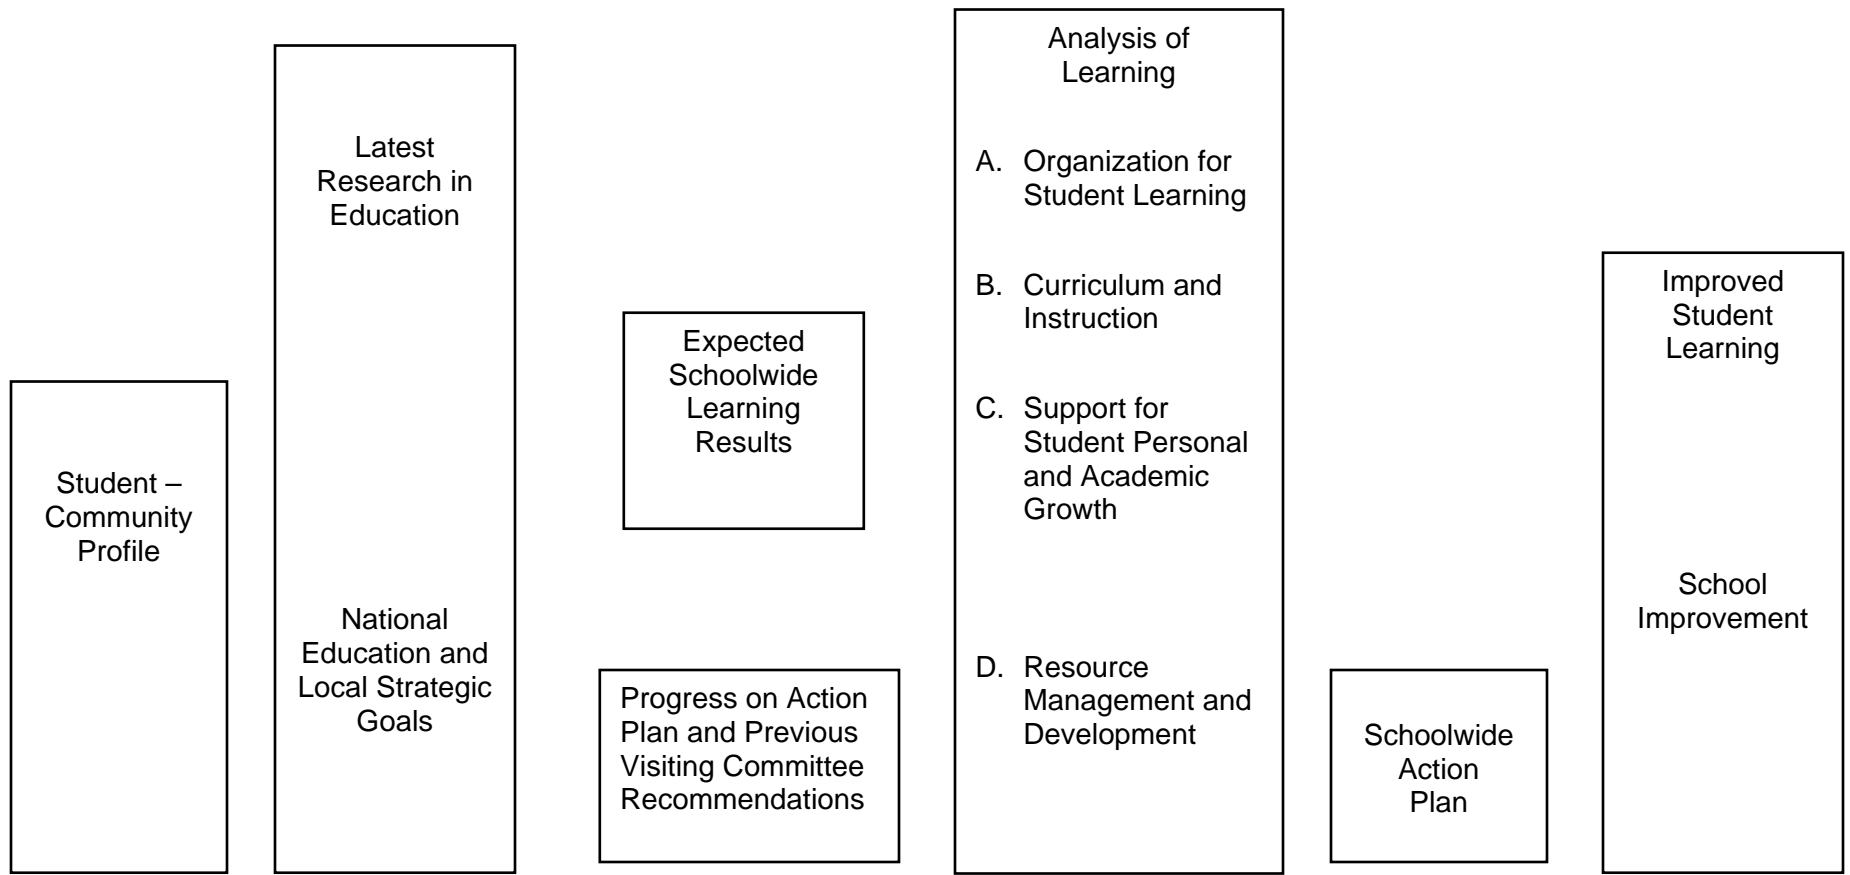 Student –
Community
Profile
Latest
Research in
Education
National
Education and
Local Strategic
Goals
Expected
Schoolwide
Learning
Results
Progress on Action
Plan and Previous
Visiting Committee
Recommendations
Analysis of
Learning
A. Organization for
Student Learning
B. Curriculum and
Instruction
C. Support for
Student Personal
and Academic
Growth
D. Resource
Management and
Development
Schoolwide
Action
Plan
Improved
Student
Learning
School
Improvement